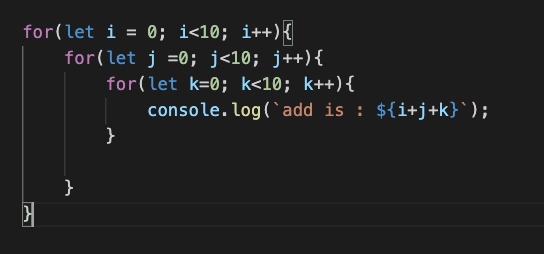 for(let i = 0; i<10; i++){
    for(let j =0; j<10; j++){
        for(let k=0; k<10; k++){
            console.log(`add is : ${i+j+k}`);
        }
    }
}